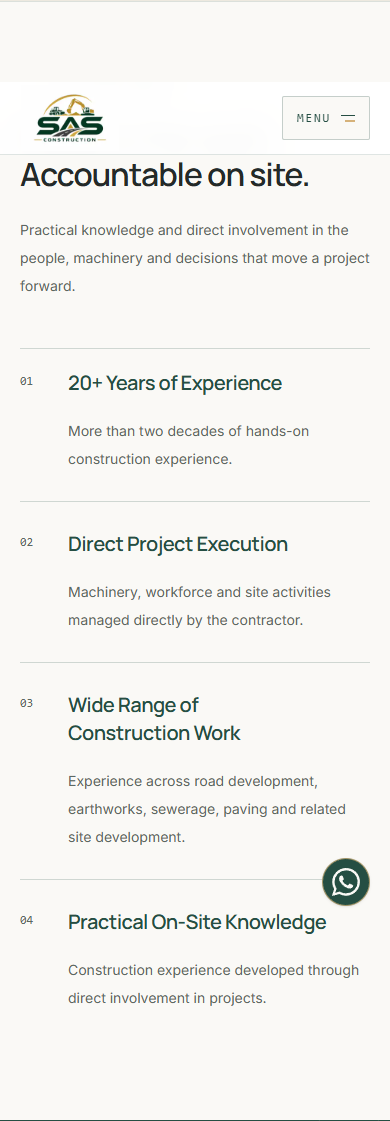 SAS
CONSTRUCTION
MENU
Accountable on site.
Practical knowledge and direct involvement in the
people, machinery and decisions that move a project
forward.
01
20+ Years of Experience
More than two decades of hands-on
construction experience.
02
Direct Project Execution
Machinery, workforce and site activities
managed directly by the contractor.
03
Wide Range of
Construction Work
Experience across road development,
earthworks, sewerage, paving and related
site development.
04
Practical On-Site Knowledge
Construction experience developed through
direct involvement in projects.